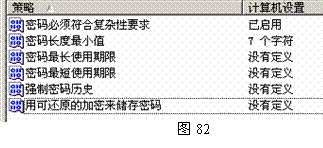 策略 计算机设置
密码必须符合复杂性要求 已启用
密码长度最小值 7 个字符
密码最长使用期限 没有定义
密码最短使用期限 没有定义
强制密码历史 没有定义
用可还原的加密来储存密码 没有定义
图 82